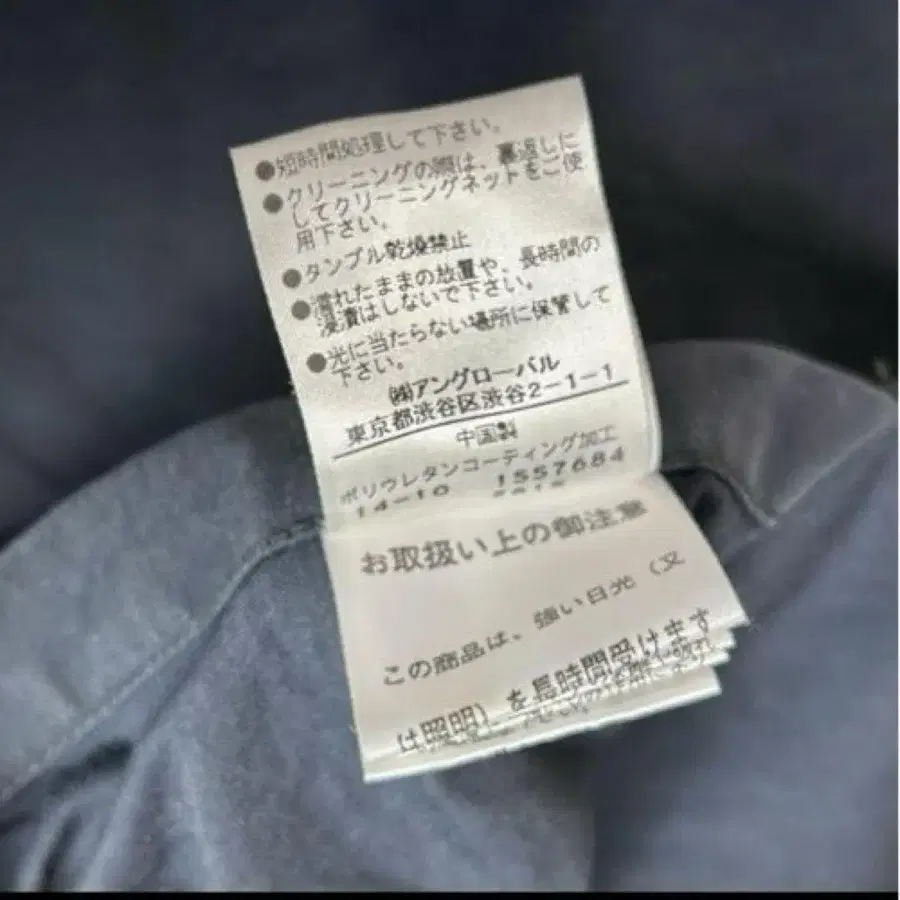 ●短時間処理して下さい。
●クリーニングの際は、裏返しに
してクリーニングネットをご使
用下さい。
●タンブル乾燥禁止
●濡れたままの放置や、長時間の
浸漬はしないで下さい。
●光に当たらない場所に保管して
下さい。
㈱アングローバル
東京都渋谷区渋谷2-1-1
中国製
ポリウレタンコーティング加工
14-10 1557684
お取扱い上の御注意
この商品は、強い日光（又
は照明）を長時間受けます